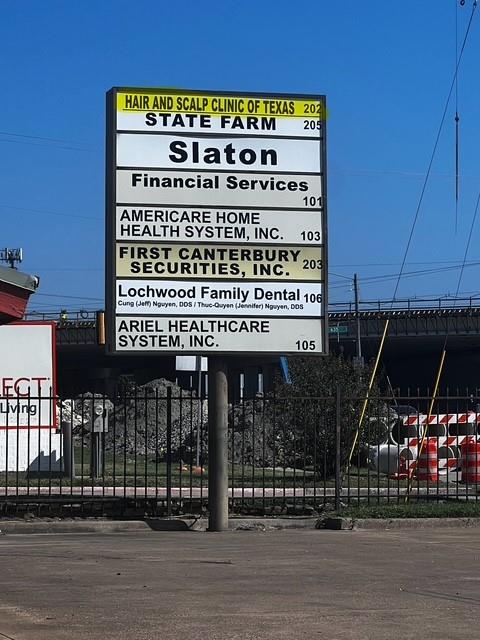 HAIR AND SCALP CLINIC OF TEXAS 202
STATE FARM 205
Slaton
Financial Services
101
AMERICARE HOME
HEALTH SYSTEM, INC. 103
FIRST CANTERBURY
SECURITIES, INC. 203
Lochwood Family Dental 106
Cung (Jeff) Nguyen, DDS / Thuc-Quyen (Jennifer) Nguyen, DDS
ARIEL HEALTHCARE
SYSTEM, INC. 105
ECT
Living